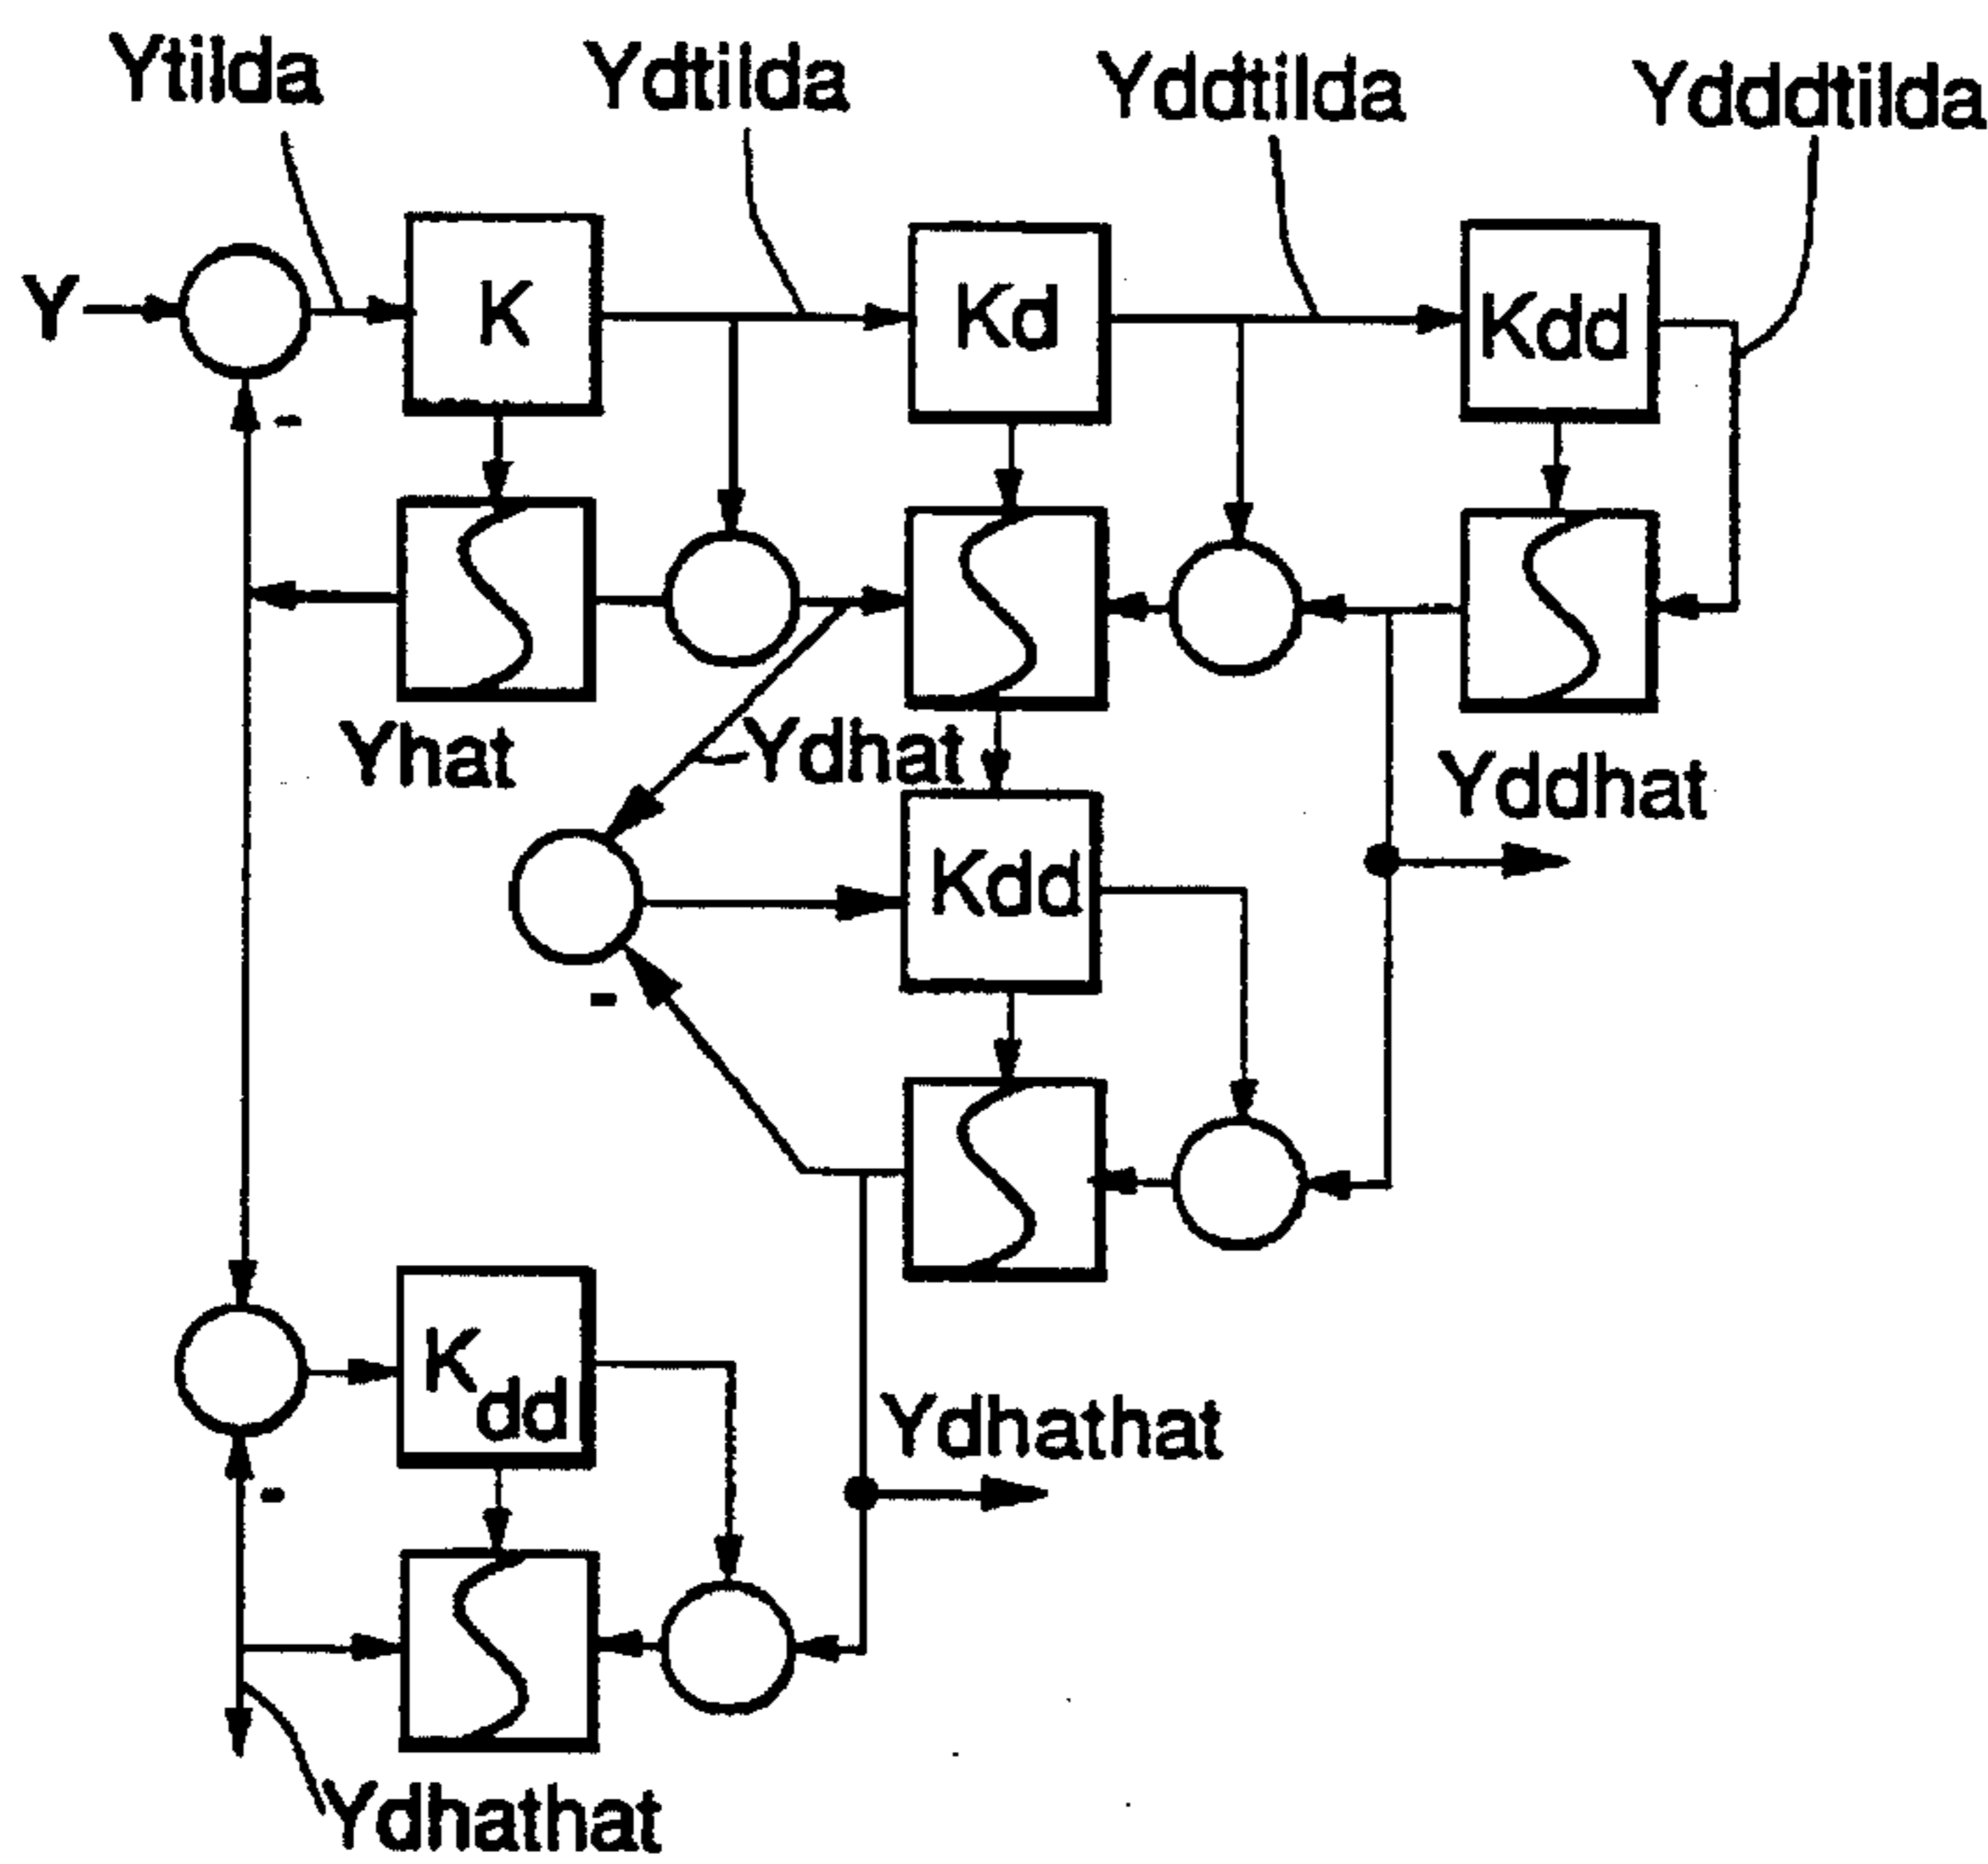 Ytilda
Ydtilda
Yddtilda
Ydddtilda
Y
K
Kd
Kdd
-
Yhat
Ydhat
Yddhat
Kdd
-
Kdd
Ydhathat
-
Ydhathat